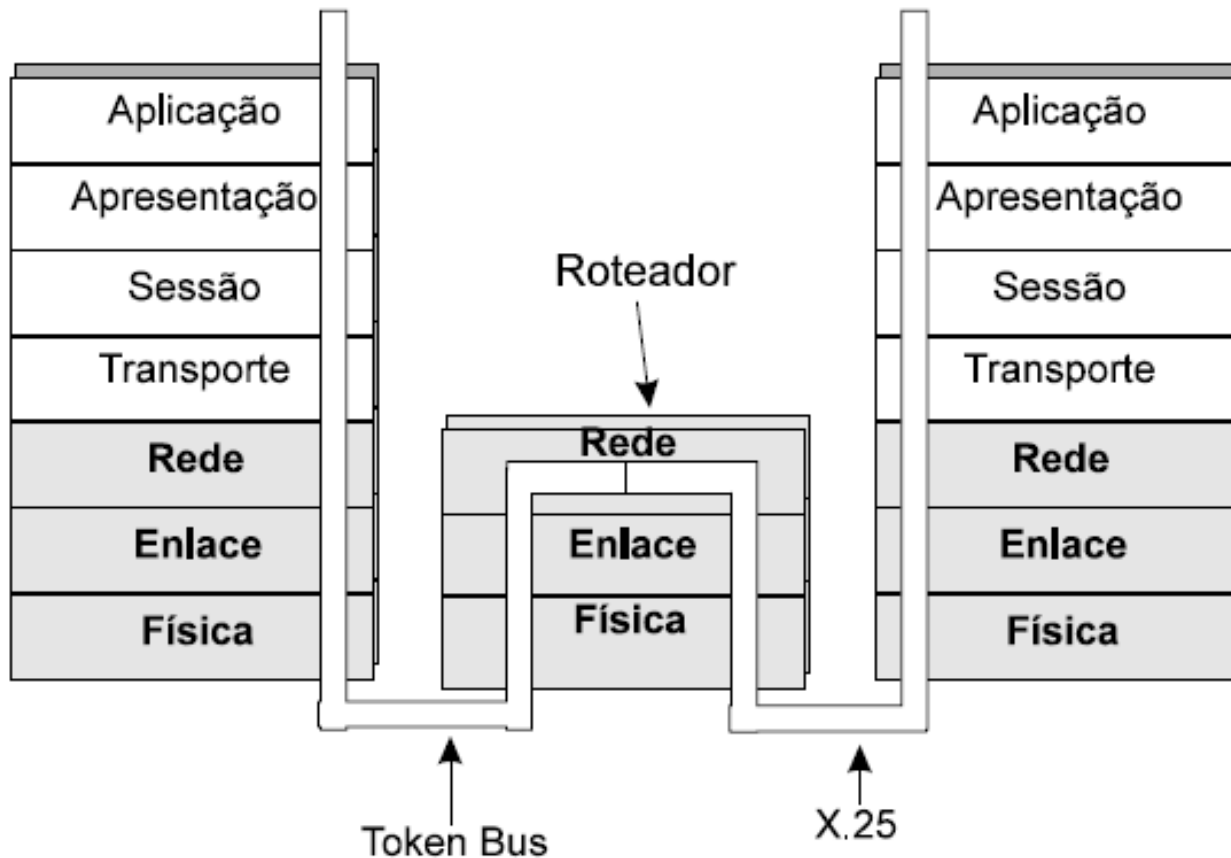 Aplicação
Apresentação
Sessão
Transporte
Rede
Enlace
Física
Roteador
Rede
Enlace
Física
Aplicação
Apresentação
Sessão
Transporte
Rede
Enlace
Física
Token Bus
X.25